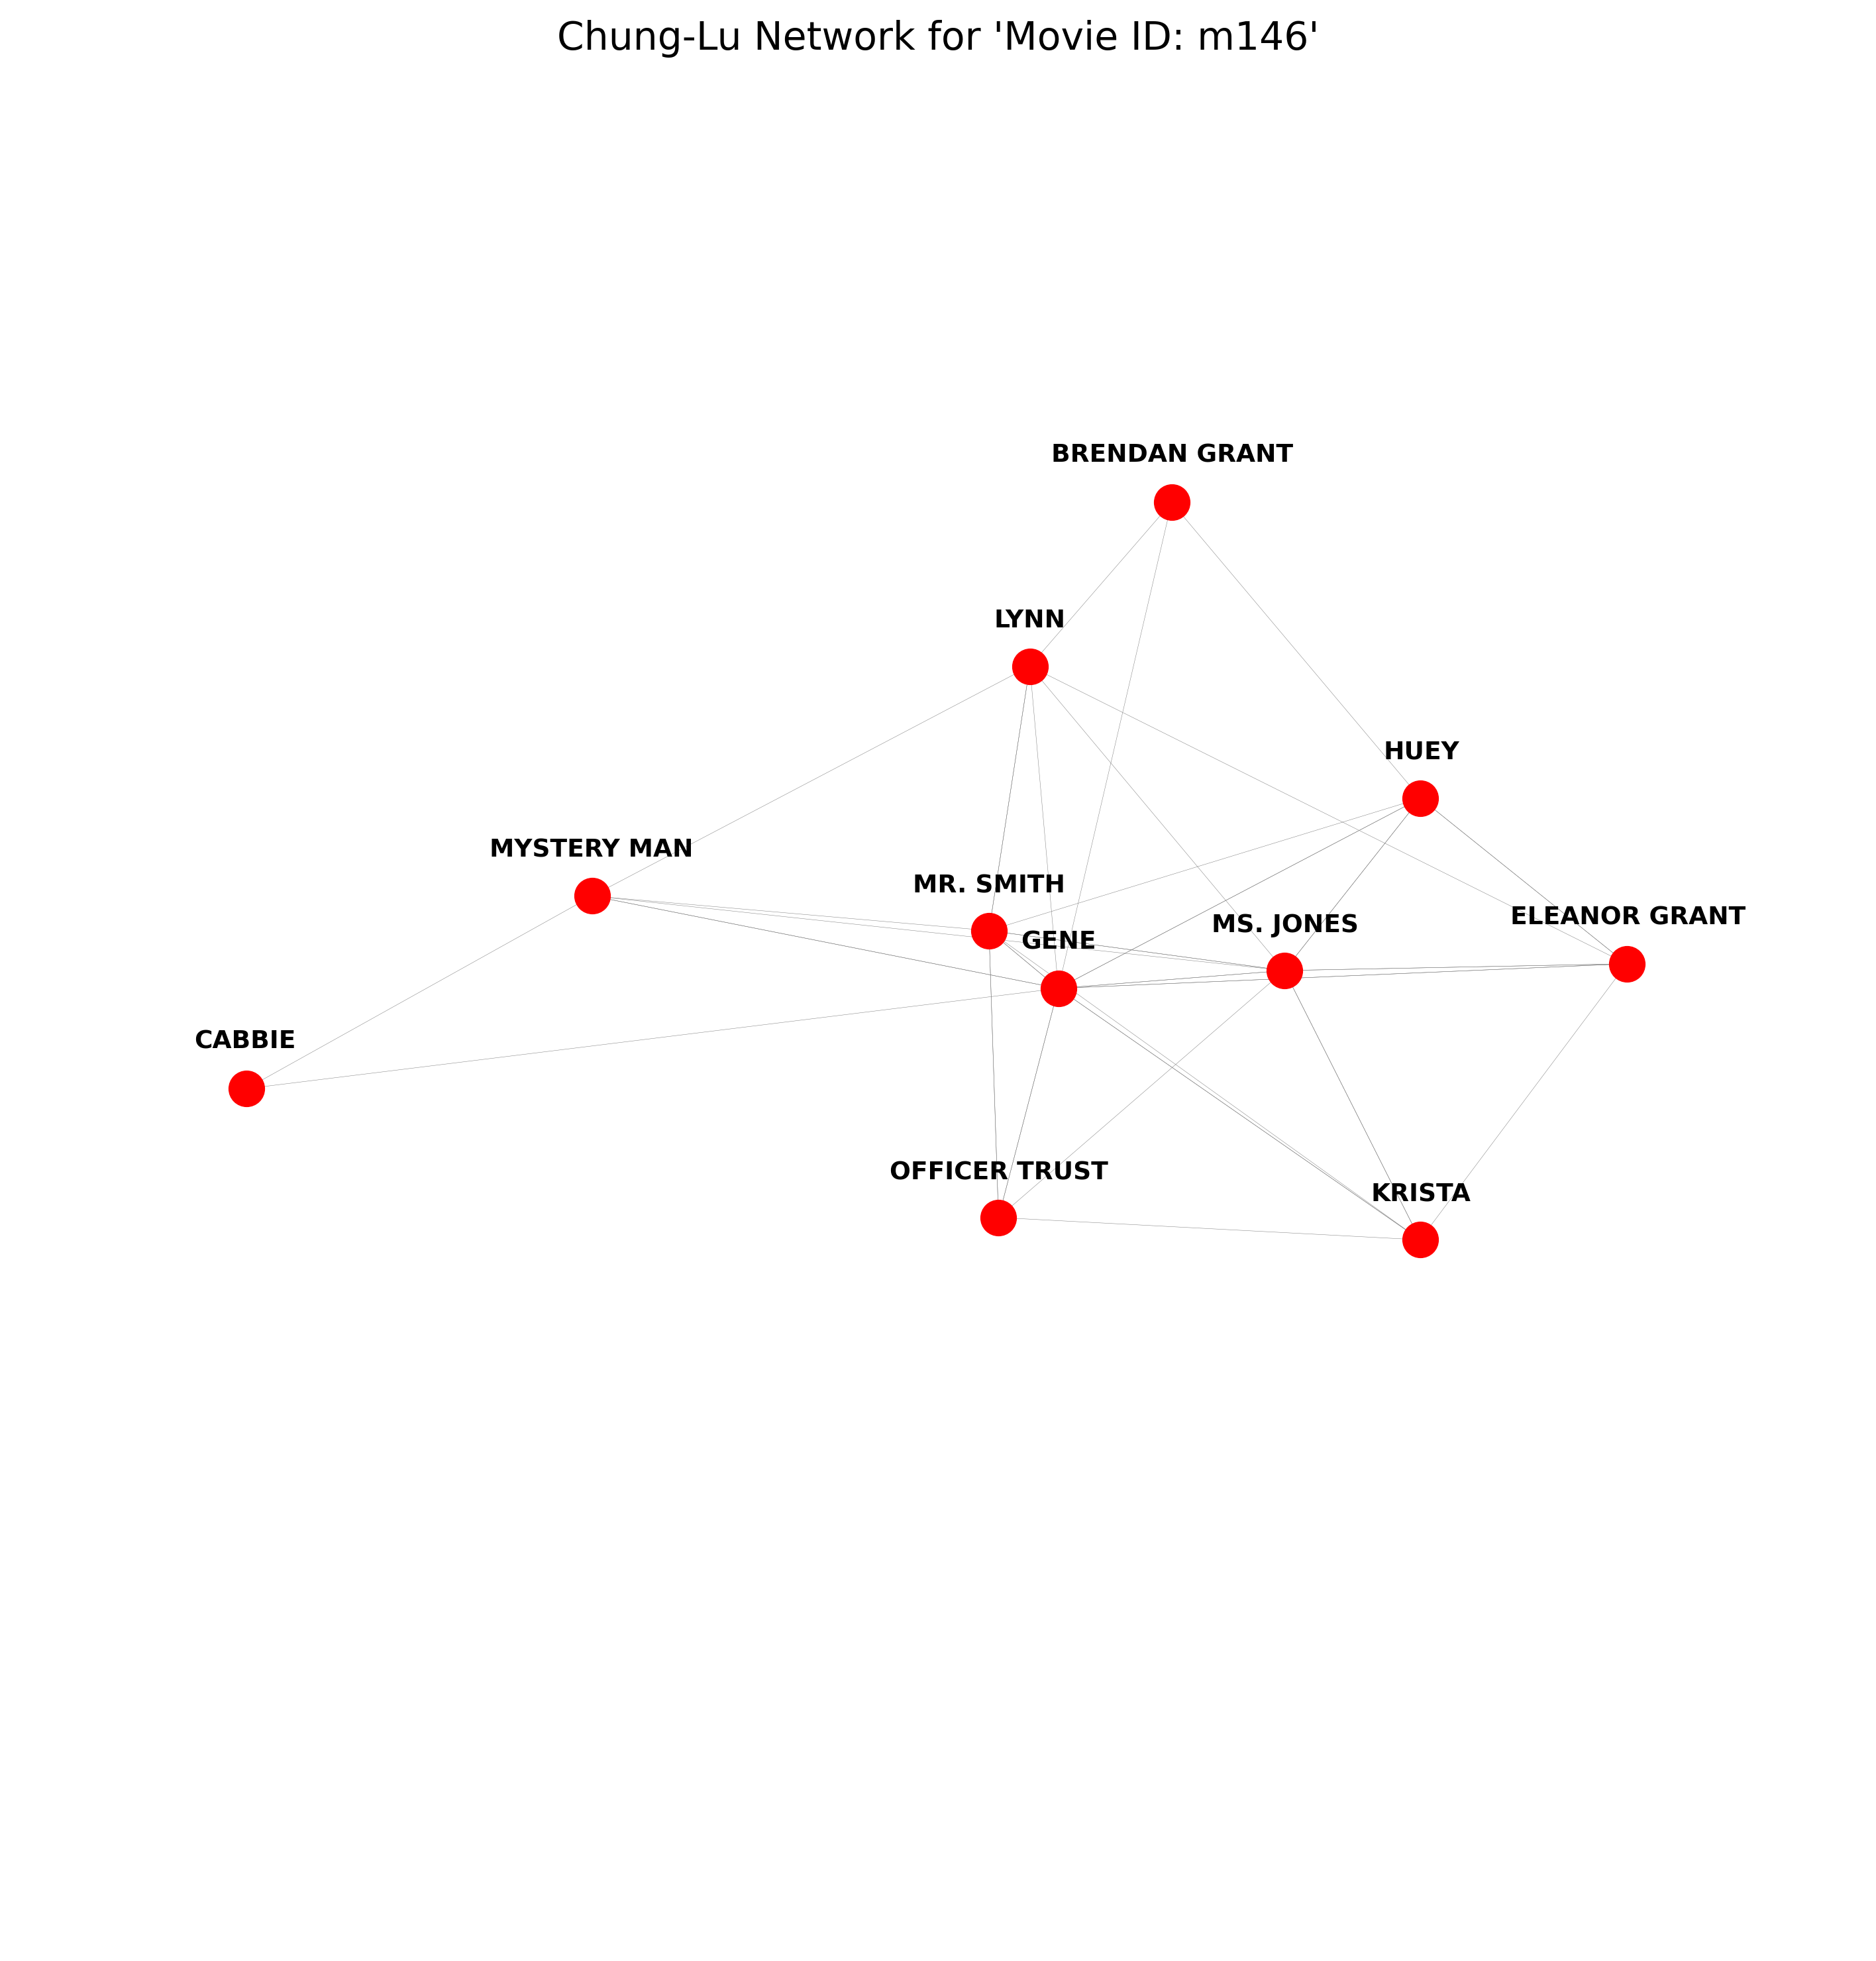 Chung-Lu Network for 'Movie ID: m146'
BRENDAN GRANT
LYNN
HUEY
MYSTERY MAN
MR. SMITH
ELEANOR GRANT
MS. JONES
GENE
CABBIE
OFFICER TRUST
KRISTA